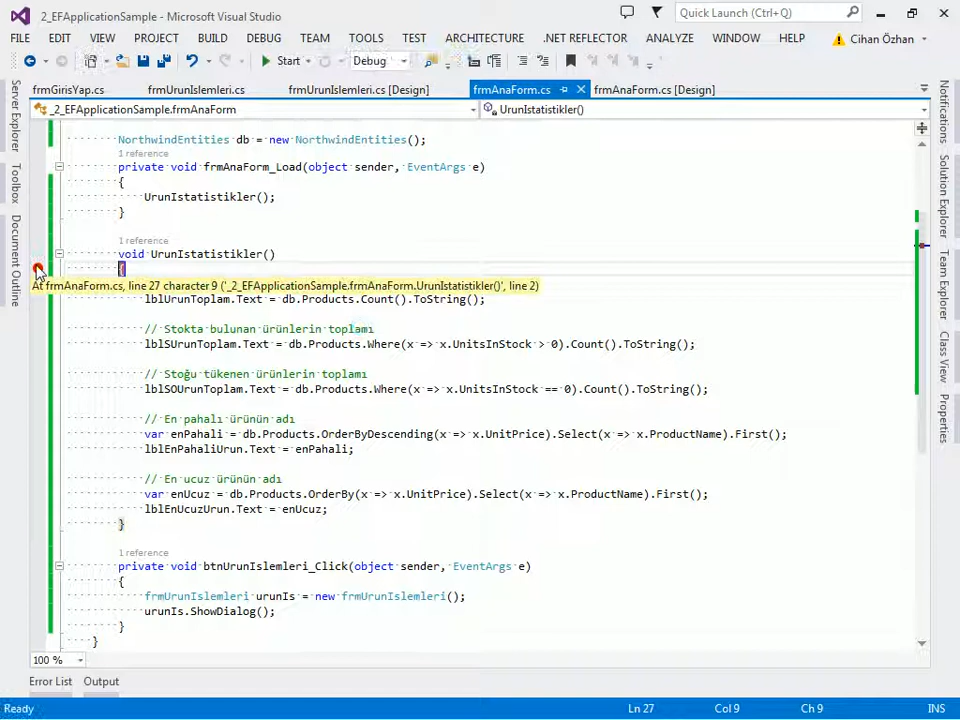 2_EFApplicationSample - Microsoft Visual Studio
Quick Launch (Ctrl+Q)
FILE EDIT VIEW PROJECT BUILD DEBUG TEAM TOOLS TEST ARCHITECTURE .NET REFLECTOR ANALYZE WINDOW HELP Cihan Özhan
Start Debug
frmGirisYap.cs frmUrunIslemleri.cs frmUrunIslemleri.cs [Design] frmAnaForm.cs frmAnaForm.cs [Design]
_2_EFApplicationSample.frmAnaForm UrunIstatistikler()
Server Explorer
Toolbox
Document Outline
NorthwindEntities db = new NorthwindEntities();
1 reference
private void frmAnaForm_Load(object sender, EventArgs e)
{
UrunIstatistikler();
}
1 reference
void UrunIstatistikler()
{
At frmAnaForm.cs, line 27 character 9 ('_2_EFApplicationSample.frmAnaForm.UrunIstatistikler()', line 2)
lblUrunToplam.Text = db.Products.Count().ToString();
// Stokta bulunan ürünlerin toplamı
lblSUrunToplam.Text = db.Products.Where(x => x.UnitsInStock > 0).Count().ToString();
// Stoğu tükenen ürünlerin toplamı
lblSOUrunToplam.Text = db.Products.Where(x => x.UnitsInStock == 0).Count().ToString();
// En pahalı ürünün adı
var enPahali = db.Products.OrderByDescending(x => x.UnitPrice).Select(x => x.ProductName).First();
lblEnPahaliUrun.Text = enPahali;
// En ucuz ürünün adı
var enUcuz = db.Products.OrderBy(x => x.UnitPrice).Select(x => x.ProductName).First();
lblEnUcuzUrun.Text = enUcuz;
}
1 reference
private void btnUrunIslemleri_Click(object sender, EventArgs e)
{
frmUrunIslemleri urunIs = new frmUrunIslemleri();
urunIs.ShowDialog();
}
}
Notifications
Solution Explorer
Team Explorer
Class View
Properties
100 %
Error List Output
Ready Ln 27 Col 9 Ch 9 INS